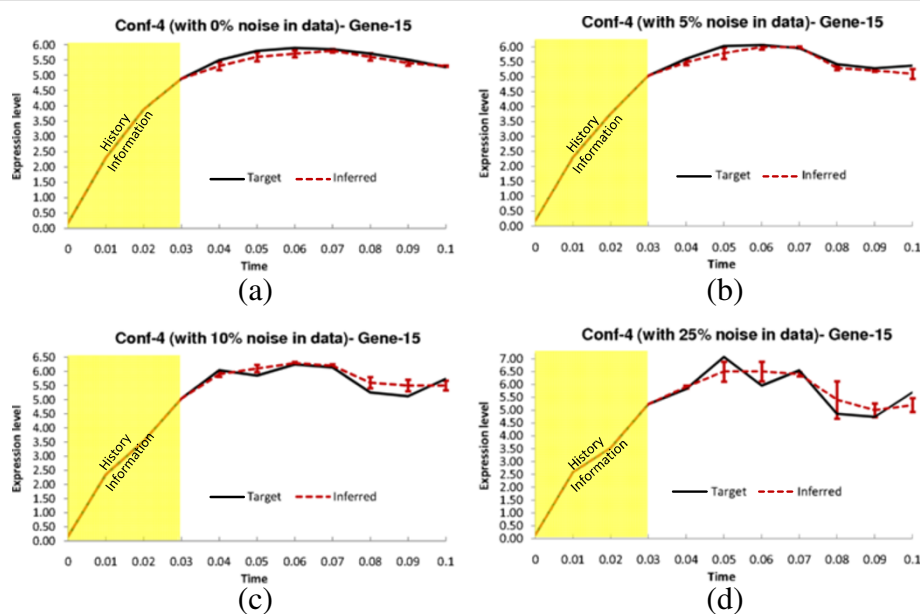 Conf-4 (with 0% noise in data)- Gene-15
Expression level
6.00
5.50
5.00
4.50
4.00
3.50
3.00
2.50
2.00
1.50
1.00
0.50
0.00
History
Information
Target Inferred
0 0.01 0.02 0.03 0.04 0.05 0.06 0.07 0.08 0.09 0.1
Time
(a)
Conf-4 (with 5% noise in data)- Gene-15
Expression level
6.00
5.50
5.00
4.50
4.00
3.50
3.00
2.50
2.00
1.50
1.00
0.50
0.00
History
Information
Target Inferred
0 0.01 0.02 0.03 0.04 0.05 0.06 0.07 0.08 0.09 0.1
Time
(b)
Conf-4 (with 10% noise in data)- Gene-15
Expression level
6.50
6.00
5.50
5.00
4.50
4.00
3.50
3.00
2.50
2.00
1.50
1.00
0.50
0.00
History
Information
Target Inferred
0 0.01 0.02 0.03 0.04 0.05 0.06 0.07 0.08 0.09 0.1
Time
(c)
Conf-4 (with 25% noise in data)- Gene-15
Expression level
7.00
6.50
6.00
5.50
5.00
4.50
4.00
3.50
3.00
2.50
2.00
1.50
1.00
0.50
0.00
History
Information
Target Inferred
0 0.01 0.02 0.03 0.04 0.05 0.06 0.07 0.08 0.09 0.1
Time
(d)